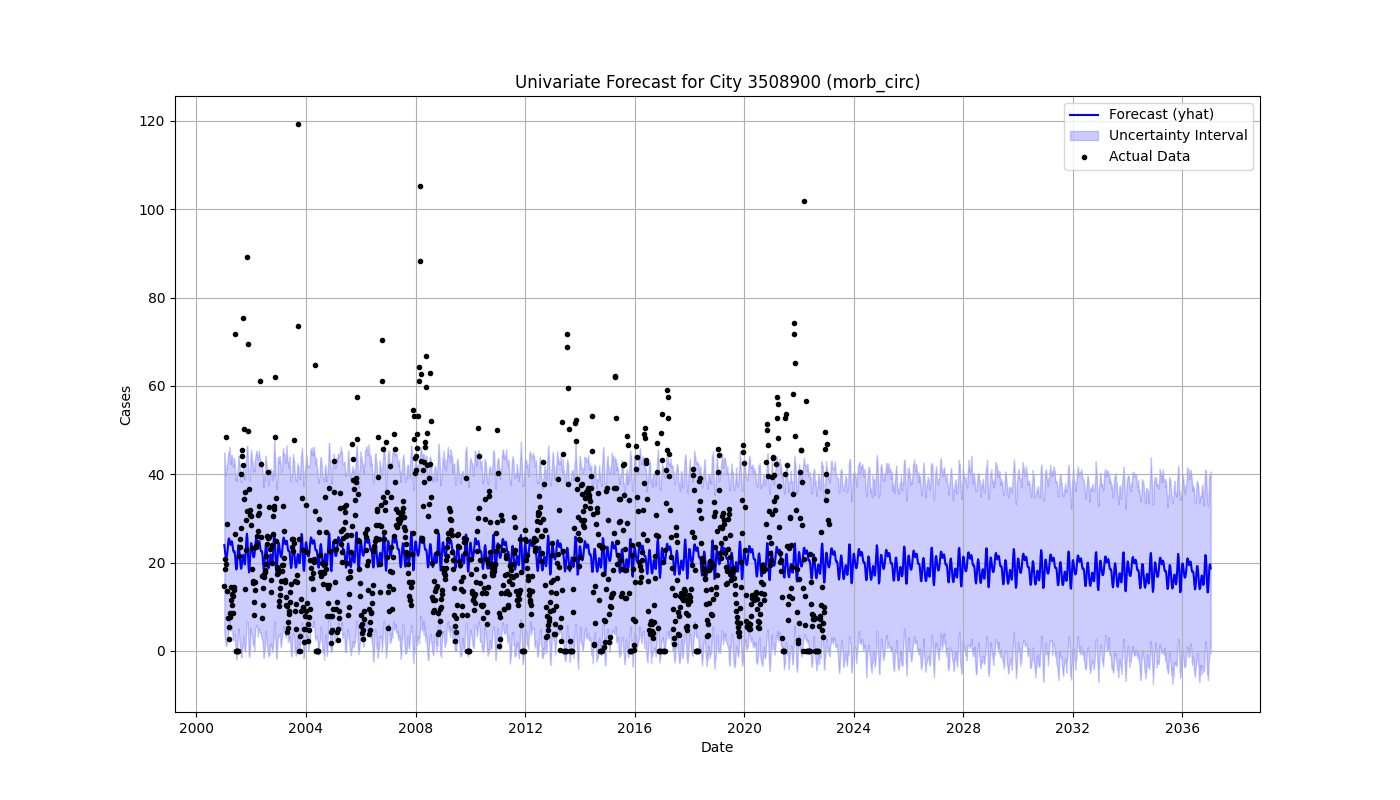 Univariate Forecast for City 3508900 (morb_circ)
Forecast (yhat)
Uncertainty Interval
Actual Data
Cases
120
100
80
60
40
20
0
2000 2004 2008 2012 2016 2020 2024 2028 2032 2036
Date